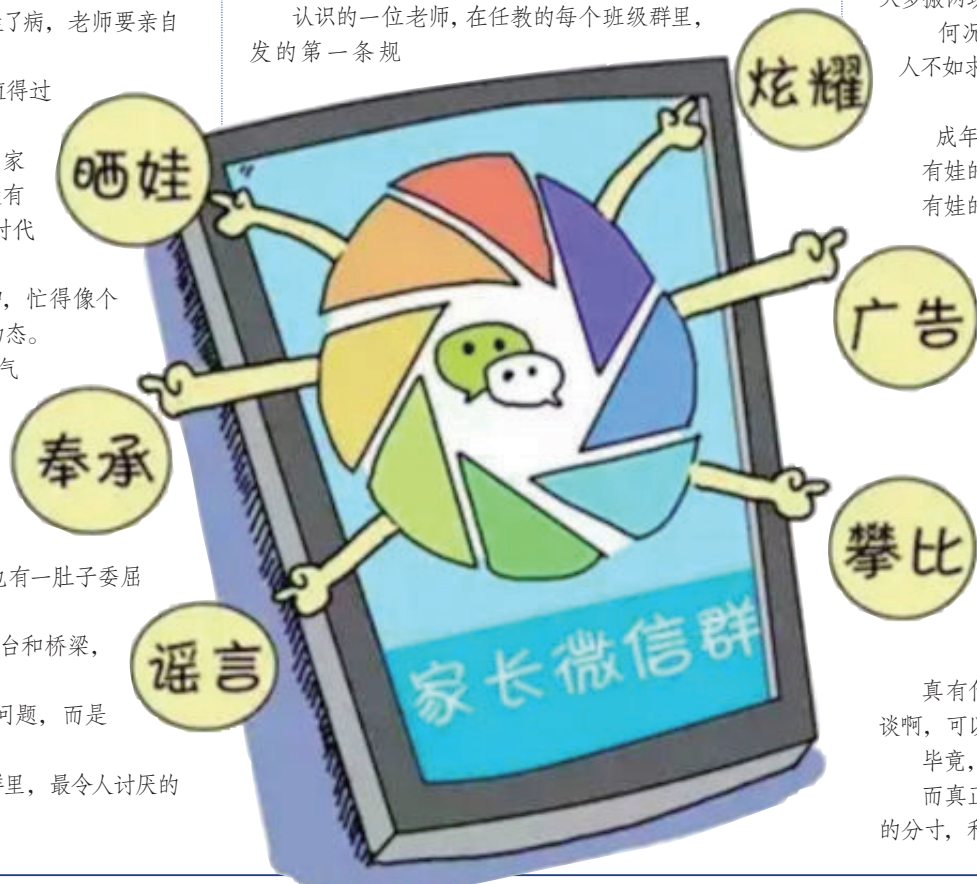 了病，老师要亲自
得过
家
有
时代
，忙得像个
态。
气
也有一肚子委屈
台和桥梁，
问题，而是
群里，最令人讨厌的
认识的一位老师，在任教的每个班级群里，
发的第一条规
炫耀
晒娃
广告
奉承
攀比
谣言
家长微信群
何况
人不如求
成年
有娃的
有娃的
真有
谈啊，可以
毕竟，
而真正
的分寸，